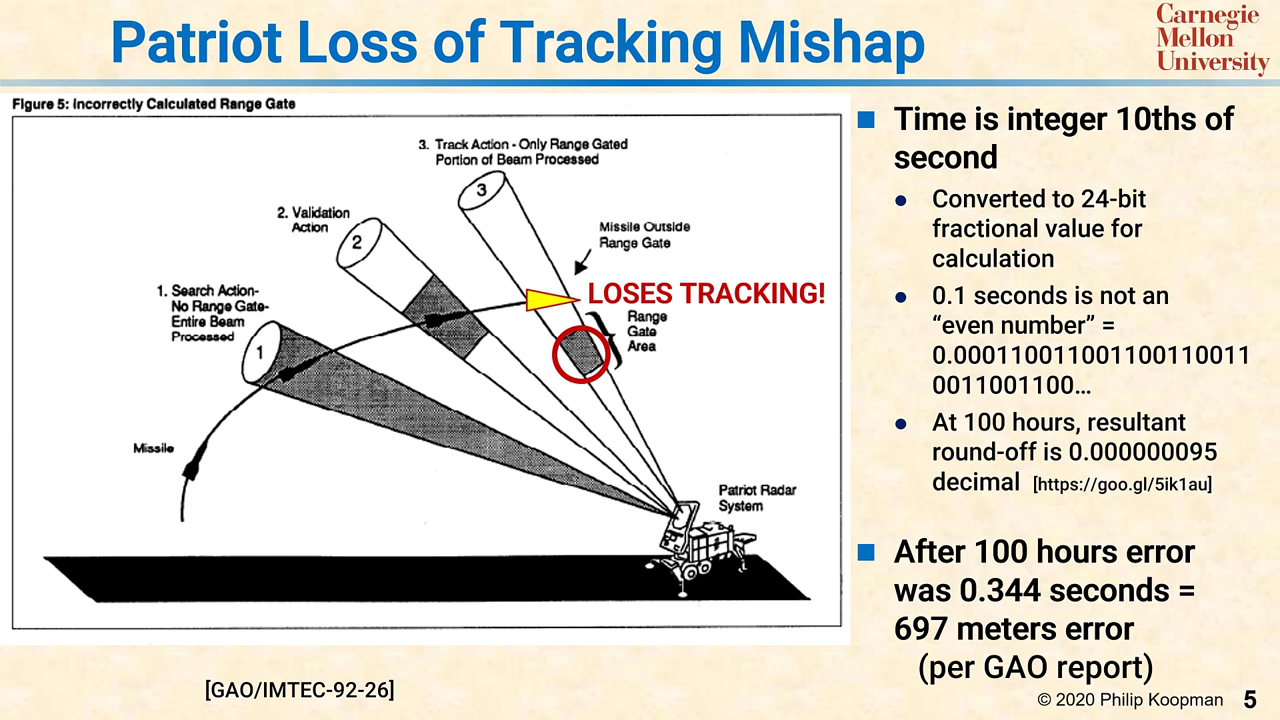 Patriot Loss of Tracking Mishap
Carnegie
Mellon
University
Figure 5: Incorrectly Calculated Range Gate
3. Track Action - Only Range Gated
Portion of Beam Processed
3
2. Validation
Action
2
Missile Outside
Range Gate
1. Search Action-
No Range Gate-
Entire Beam
Processed
1
LOSES TRACKING!
Range
Gate
Area
Missile
Patriot Radar
System
[GAO/IMTEC-92-26]
Time is integer 10ths of
second
Converted to 24-bit
fractional value for
calculation
0.1 seconds is not an
“even number” =
0.000110011001100110011
0011001100…
At 100 hours, resultant
round-off is 0.000000095
decimal [https://goo.gl/5ik1au]
After 100 hours error
was 0.344 seconds =
697 meters error
(per GAO report)
© 2020 Philip Koopman 5